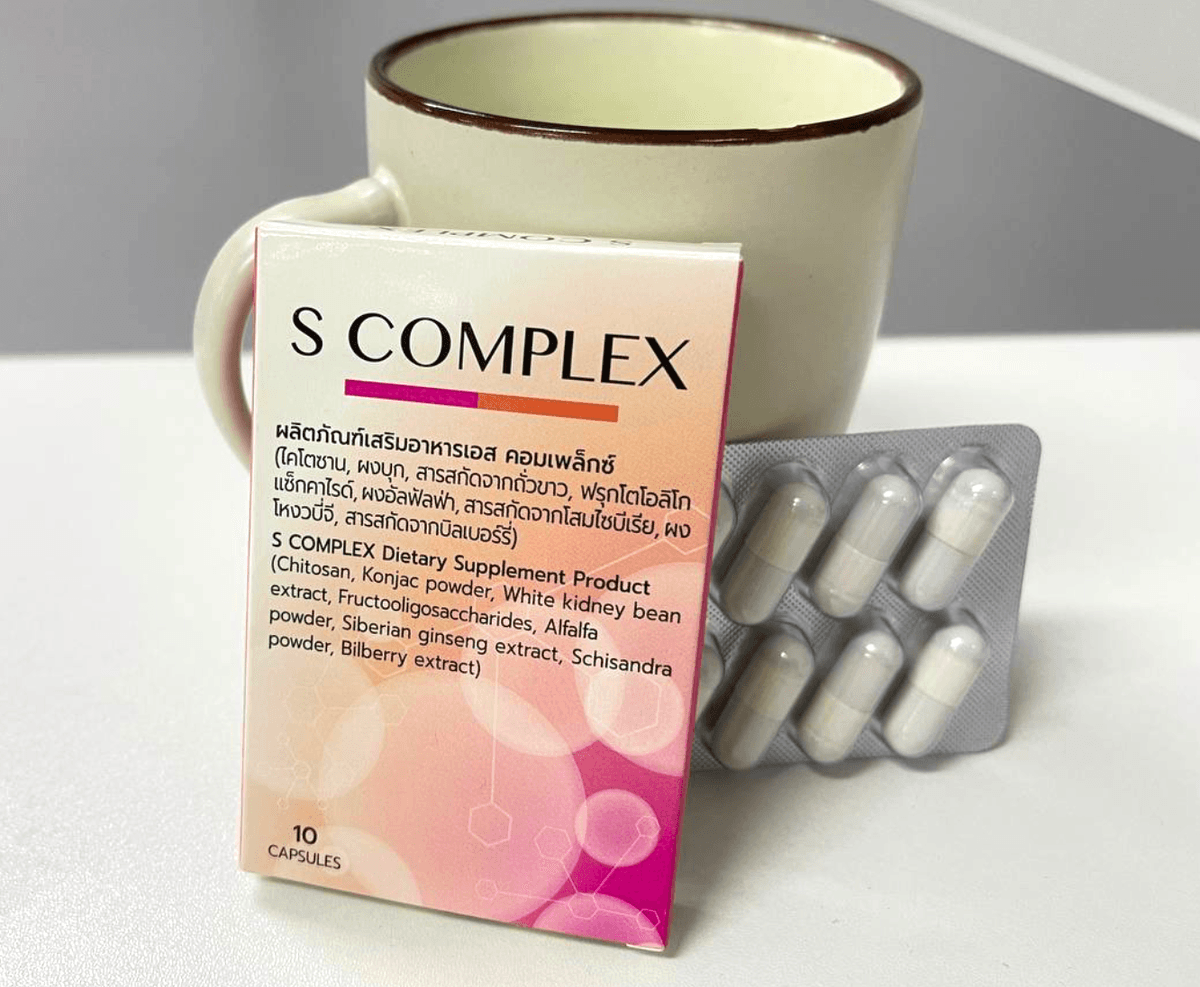 S COMPLEX
S COMPLEX
ผลิตภัณฑ์เสริมอาหารเอส คอมเพล็กซ์
(ไคโตซาน, ผงบุก, สารสกัดจากถั่วขาว, ฟรุกโตโอลิโก
แซ็กคาไรด์, ผงอัลฟัลฟา, สารสกัดจากโสมไซบีเรีย, ผง
โหงวบี่จี, สารสกัดจากบิลเบอร์รี่)
S COMPLEX Dietary Supplement Product
(Chitosan, Konjac powder, White kidney bean
extract, Fructooligosaccharides, Alfalfa
powder, Siberian ginseng extract, Schisandra
powder, Bilberry extract)
10
CAPSULES